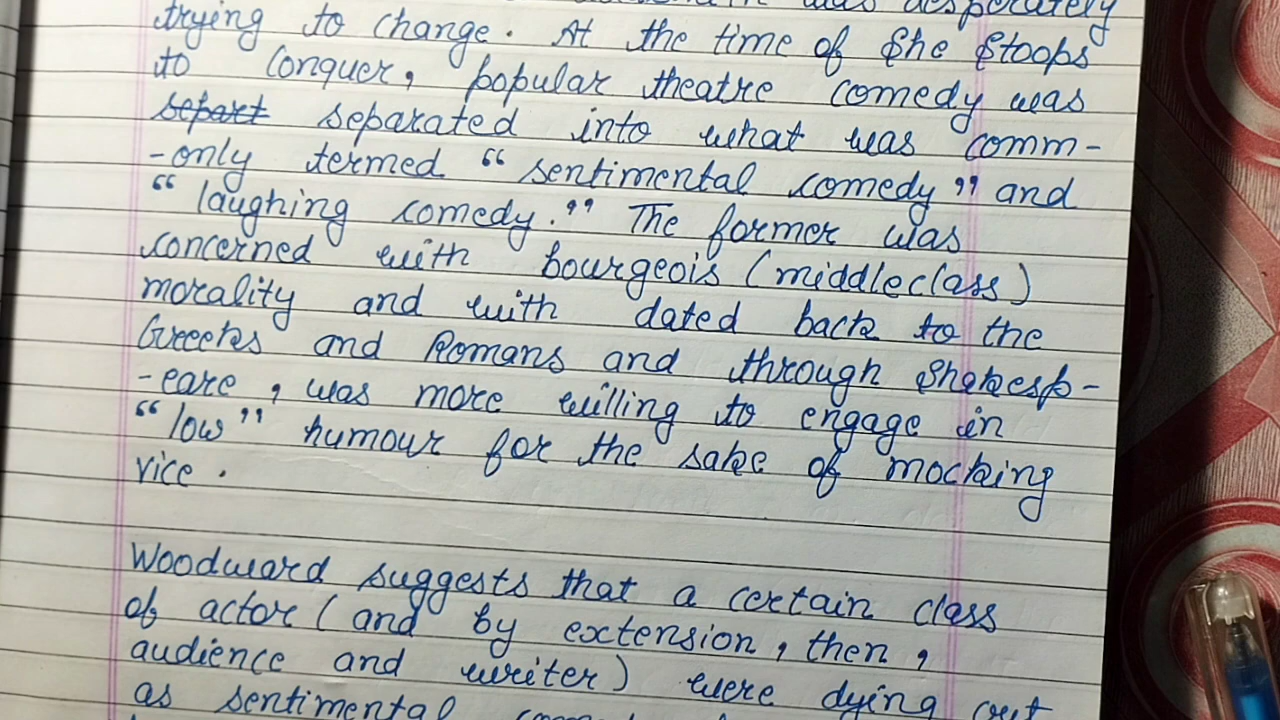 was desperately
trying to change. At the time of She Stoops
to Conquer, popular theatre comedy was
separt separated into what was comm-
-only termed “sentimental comedy” and
“laughing comedy.” The former was
concerned with bourgeois (middleclass)
morality and with dated back to the
Greeks and Romans and through Shakesp-
-eare, was more willing to engage in
“low” humour for the sake of mocking
vice.
Woodward suggests that a certain class
of actor (and by extension, then,
audience and writer) were dying out
as sentimental